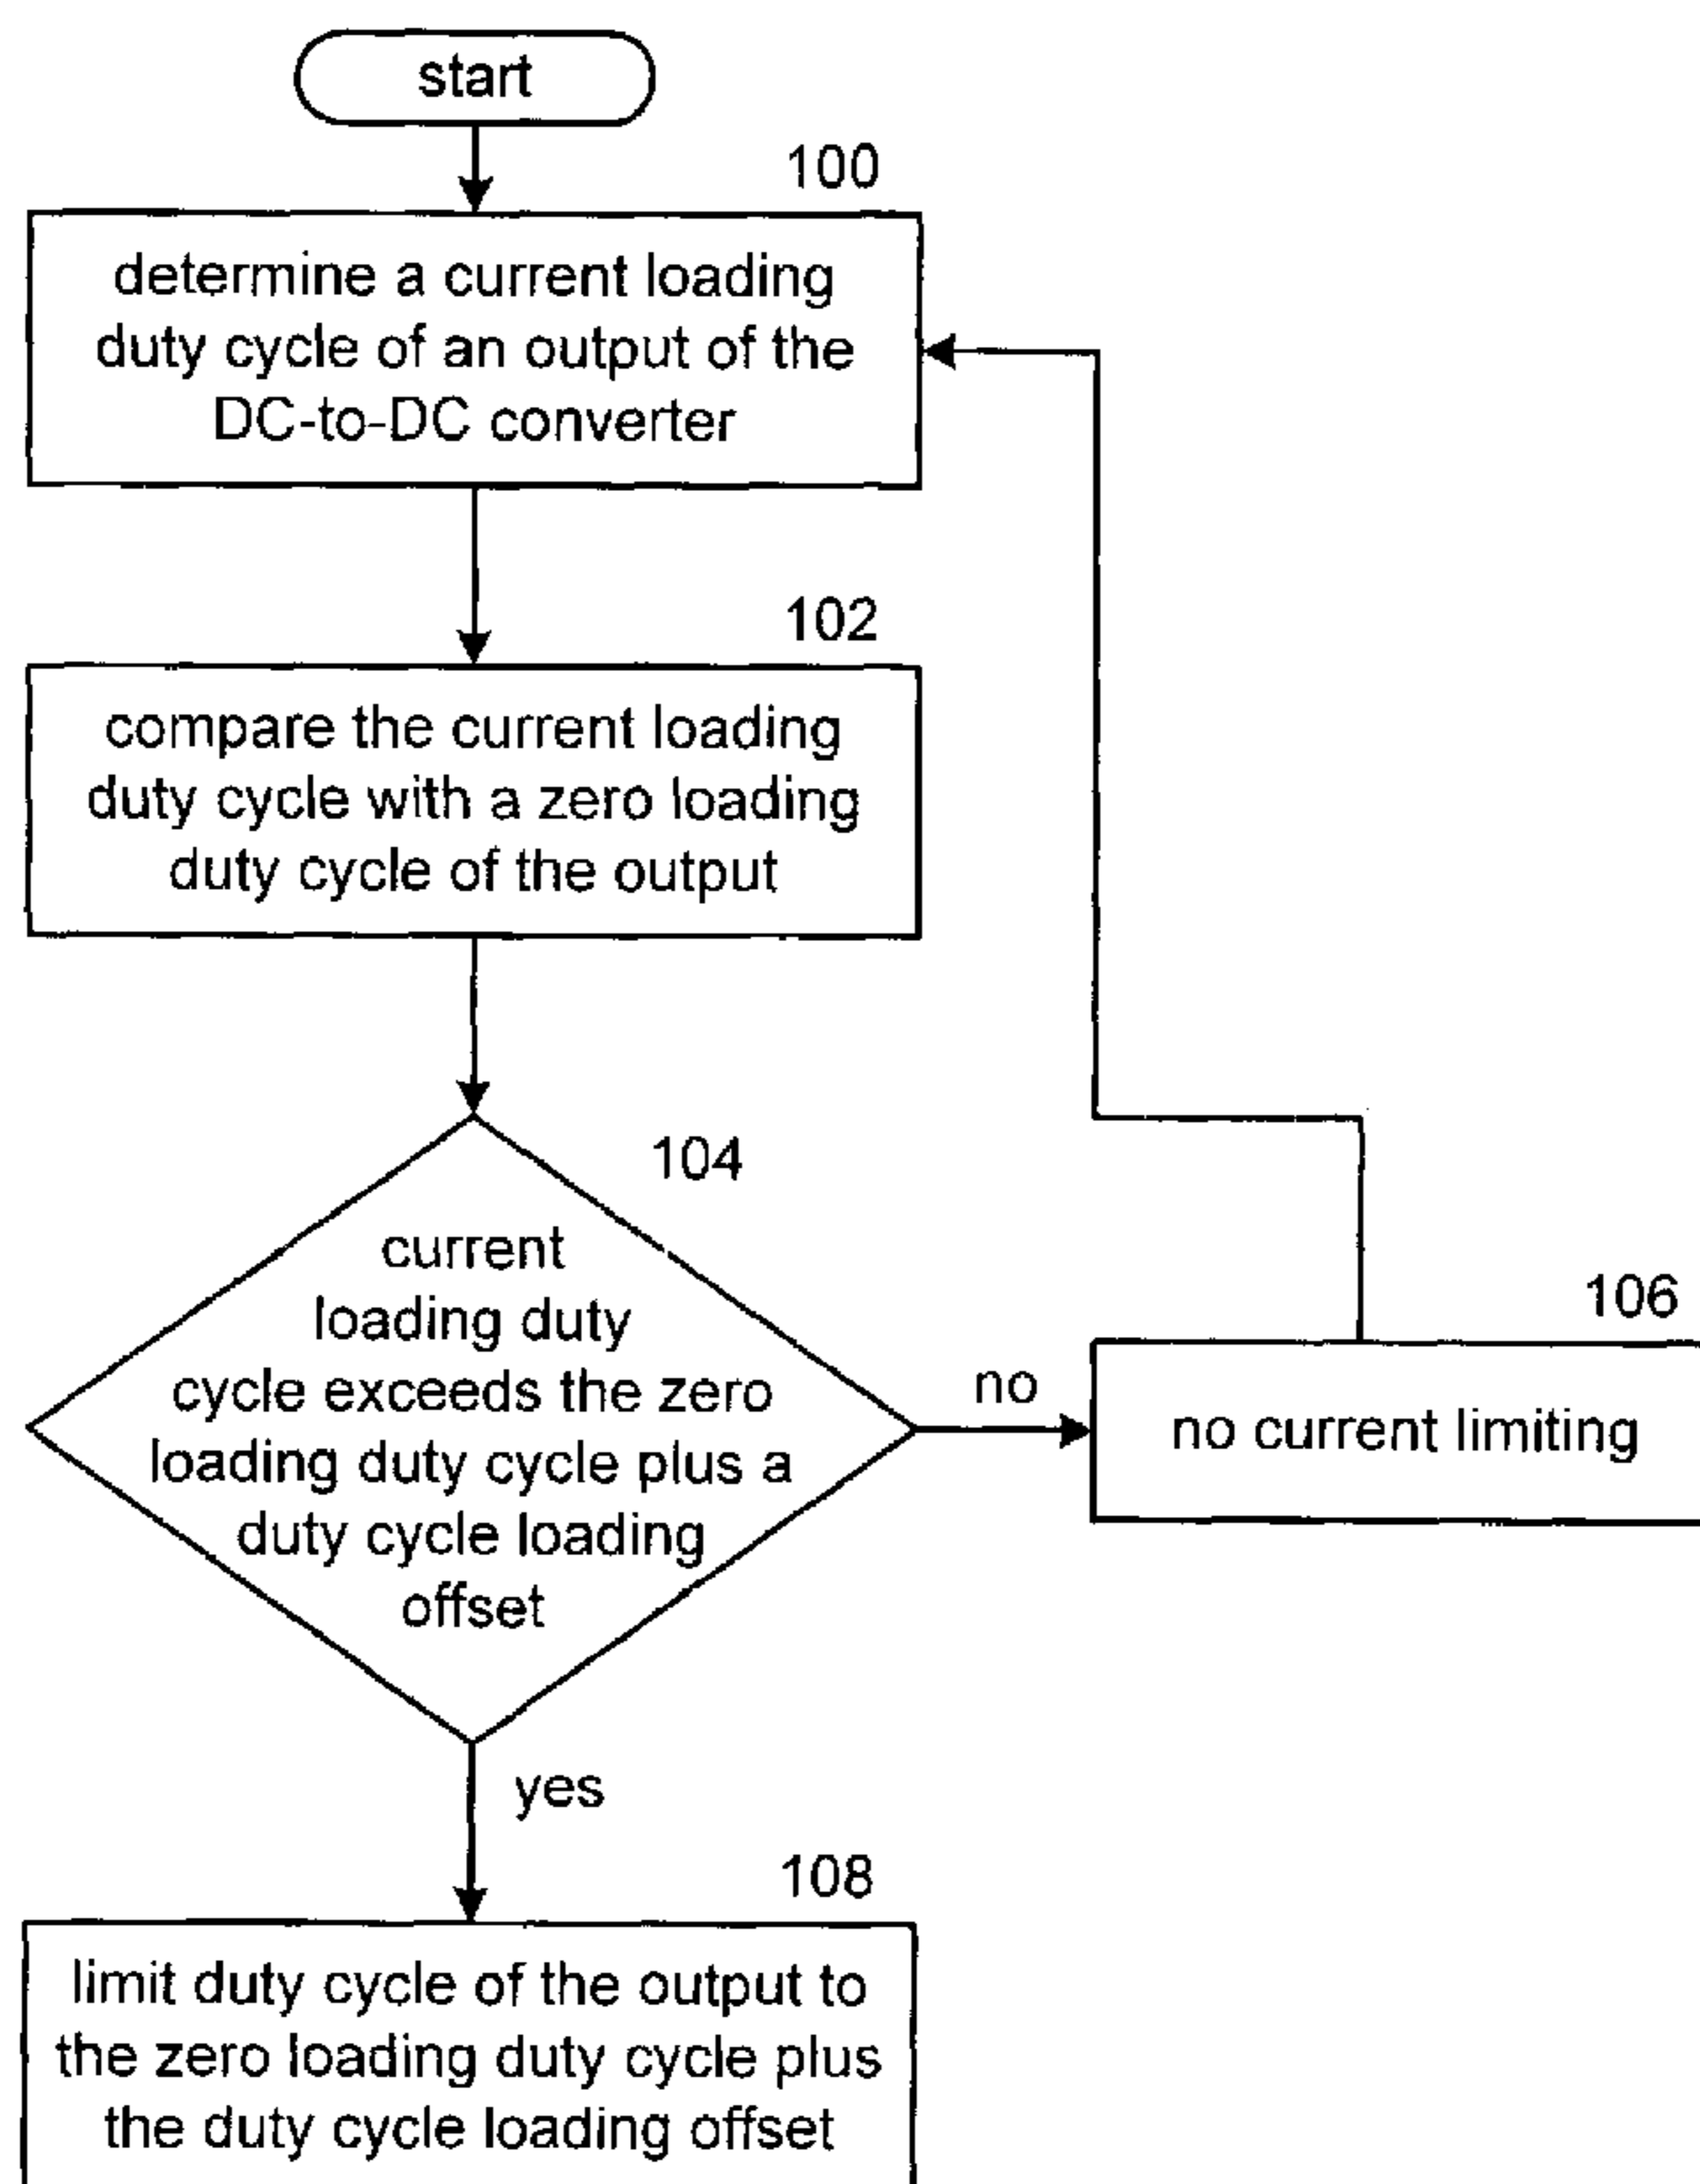 start
100
determine a current loading
duty cycle of an output of the
DC-to-DC converter
102
compare the current loading
duty cycle with a zero loading
duty cycle of the output
104
current
loading duty
cycle exceeds the zero
loading duty cycle plus a
duty cycle loading
offset
no
106
no current limiting
yes
108
limit duty cycle of the output to
the zero loading duty cycle plus
the duty cycle loading offset